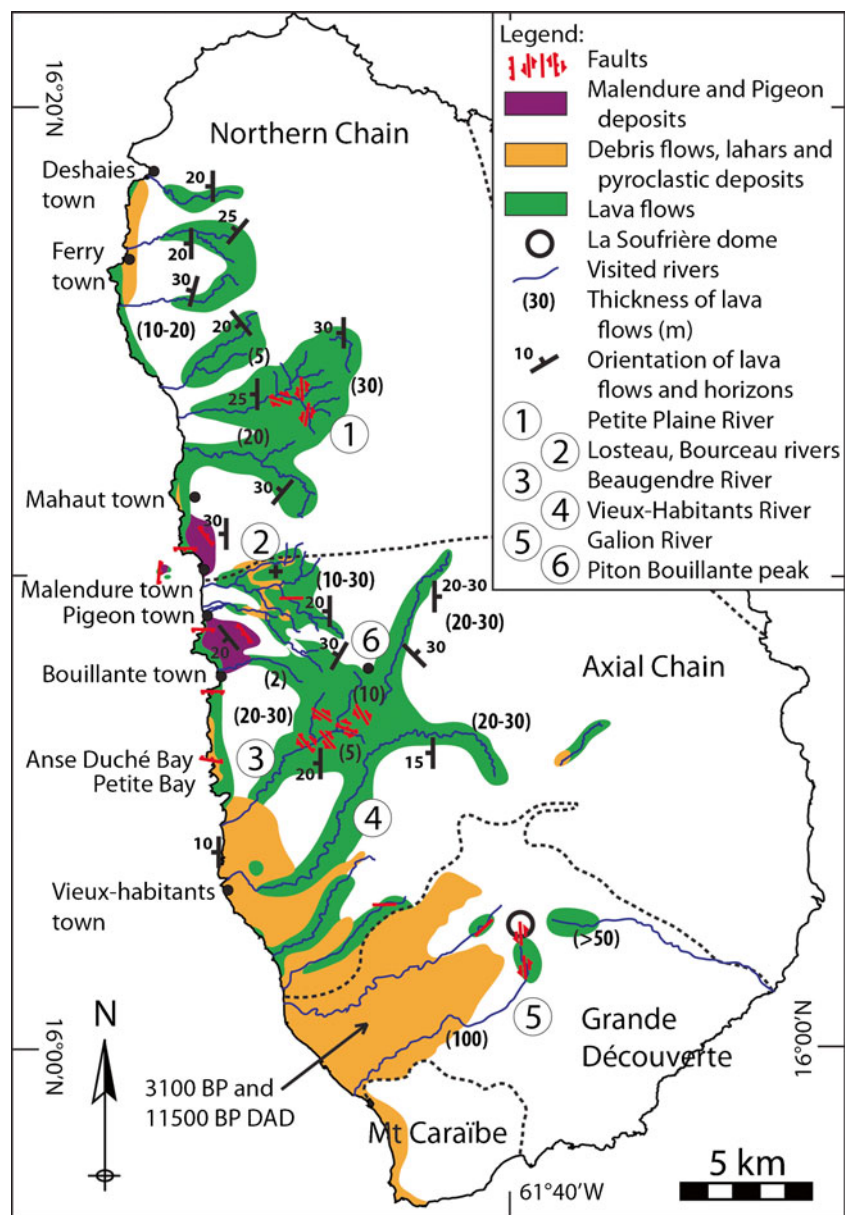 Legend:
Faults
Malendure and Pigeon
deposits
Debris flows, lahars and
pyroclastic deposits
Lava flows
La Soufrière dome
Visited rivers
(30) Thickness of lava
flows (m)
10 Orientation of lava
flows and horizons
1 Petite Plaine River
2 Losteau, Bourceau rivers
3 Beaugendre River
4 Vieux-Habitants River
5 Galion River
6 Piton Bouillante peak
16°20'N
Northern Chain
Deshaies
town
20
25
Ferry
town
20
30
(10-20)
20
(5)
30
(30)
25
(20)
1
Mahaut town
30
30
2
Malendure town
(10-30)
20-30
Pigeon town
20
(20-30)
20
30
6
30
Axial Chain
Bouillante town
(2)
(10)
(20-30)
(20-30)
Anse Duché Bay
3
(5)
Petite Bay
20
15
4
10
Vieux-habitants
town
(>50)
N
5
16°00'N
(100)
Grande
Découverte
16°00'N
3100 BP and
11500 BP DAD
Mt Caraïbe
5 km
61°40'W